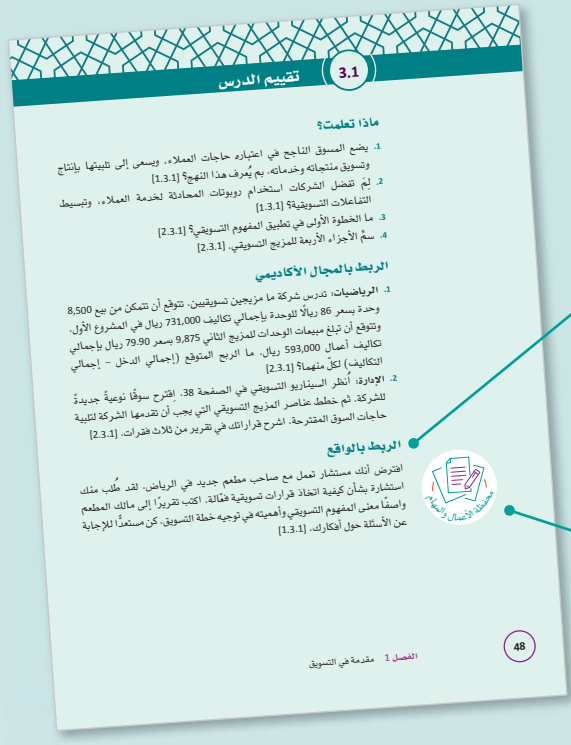 3.1 تقييم الدرس
ماذا تعلمت؟
1. يضع المسوق الناجح في اعتباره حاجات العملاء، ويسعى إلى تلبيتها بإنتاج
وتسويق منتجاته وخدماته. بم يُعرف هذا النهج؟ [1.3.1]
2. لِمَ تفضل الشركات استخدام روبوتات المحادثة لخدمة العملاء، وتبسيط
التفاعلات التسويقية؟ [1.3.1]
3. ما الخطوة الأولى في تطبيق المفهوم التسويقي؟ [2.3.1]
4. سمِّ الأجزاء الأربعة للمزيج التسويقي. [2.3.1]
الربط بالمجال الأكاديمي
1. الرياضيات: تدرس شركة ما مزيجين تسويقيين. تتوقع أن تتمكن من بيع 8,500
وحدة بسعر 86 ريالًا للوحدة بإجمالي تكاليف 731,000 ريال في المشروع الأول.
وتتوقع أن تبلغ مبيعات الوحدات للمزيج الثاني 9,875 بسعر 79.90 ريال بإجمالي
تكاليف أعمال 593,000 ريال. ما الربح المتوقع (إجمالي الدخل – إجمالي
التكاليف) لكلّ منهما؟ [2.3.1]
2. الإدارة: اُنظر السيناريو التسويقي في الصفحة 38. اِقترح سوقًا نوعيةً جديدةً
للشركة. ثم خطط عناصر المزيج التسويقي التي يجب أن تقدمها الشركة لتلبية
حاجات السوق المقترحة. اشرح قراراتك في تقرير من ثلاث فقرات. [2.3.1]
الربط بالواقع
افترض أنك مستشار تعمل مع صاحب مطعم جديد في الرياض. لقد طُلب منك
استشارة بشأن كيفية اتخاذ قرارات تسويقية فعّالة. اكتب تقريرًا إلى مالك المطعم
واصفًا معنى المفهوم التسويقي وأهميته في توجيه خطة التسويق. كن مستعدًّا للإجابة
عن الأسئلة حول أفكارك. [1.3.1]
محفظة الأعمال والمهام
48
الفصل 1 مقدمة في التسويق